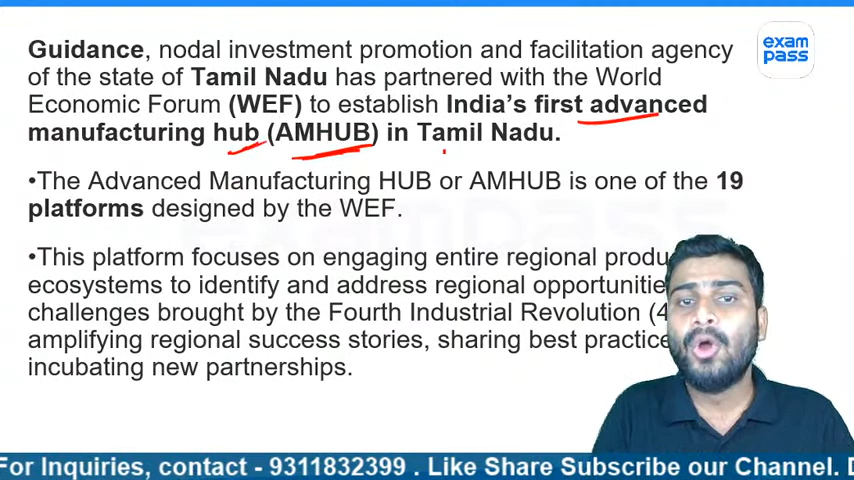 Guidance, nodal investment promotion and facilitation agency
of the state of Tamil Nadu has partnered with the World
Economic Forum (WEF) to establish India's first advanced
manufacturing hub (AMHUB) in Tamil Nadu.
•The Advanced Manufacturing HUB or AMHUB is one of the 19
platforms designed by the WEF.
•This platform focuses on engaging entire regional produ
ecosystems to identify and address regional opportunitie
challenges brought by the Fourth Industrial Revolution (4
amplifying regional success stories, sharing best practice
incubating new partnerships.
exam
pass
exampass
For Inquiries, contact - 9311832399 . Like Share Subscribe our Channel. D